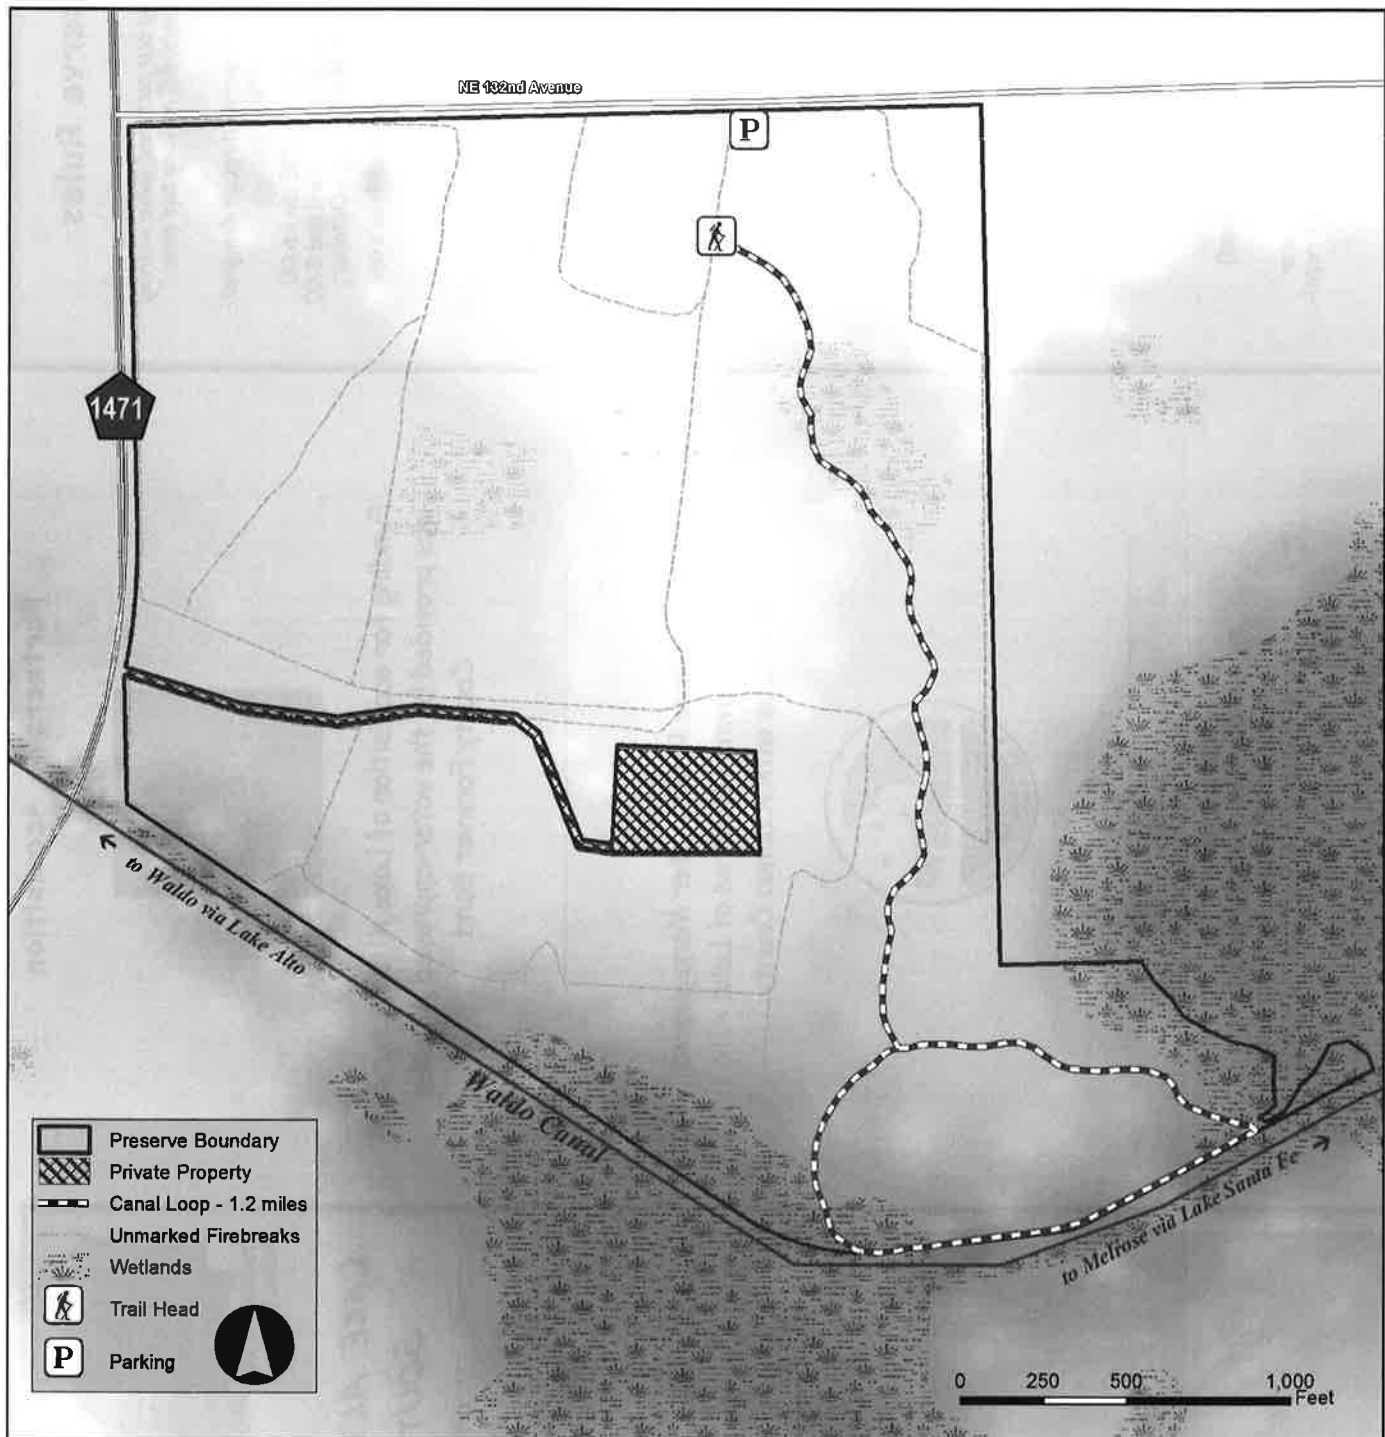 NE 132nd Avenue
P
1471
to Waldo via Lake Alto
Waldo Canal
to Melrose via Lake Santa Fe
Preserve Boundary
Private Property
Canal Loop - 1.2 miles
Unmarked Firebreaks
Wetlands
Trail Head
P
Parking
0 250 500 1,000
Feet